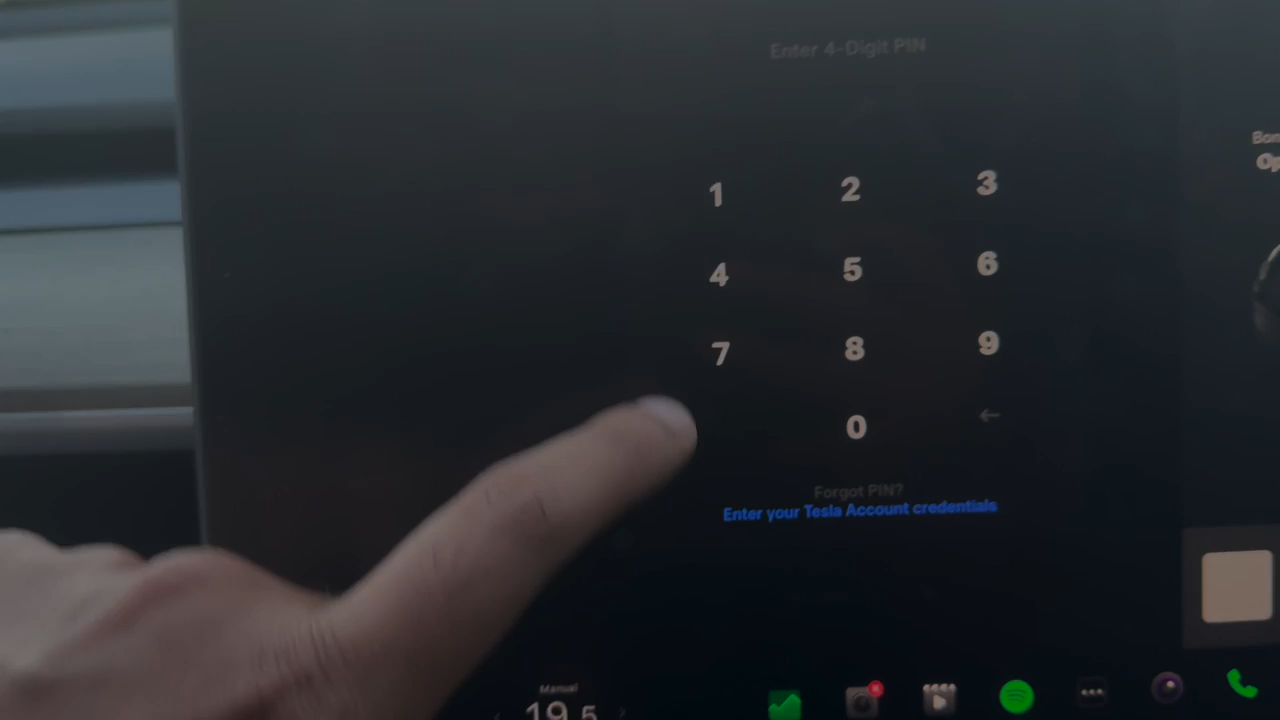 Enter 4-Digit PIN
1 2 3
4 5 6
7 8 9
0 ←
Forgot PIN?
Enter your Tesla Account credentials
Manual
19.5